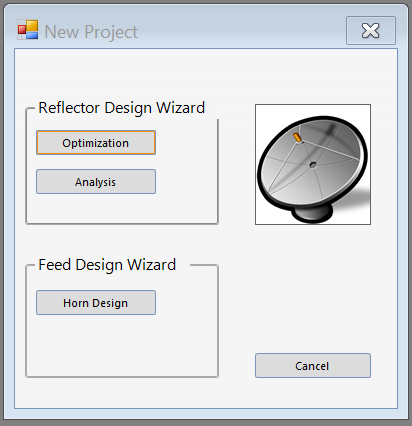 New Project
Reflector Design Wizard
Optimization
Analysis
Feed Design Wizard
Horn Design
Cancel